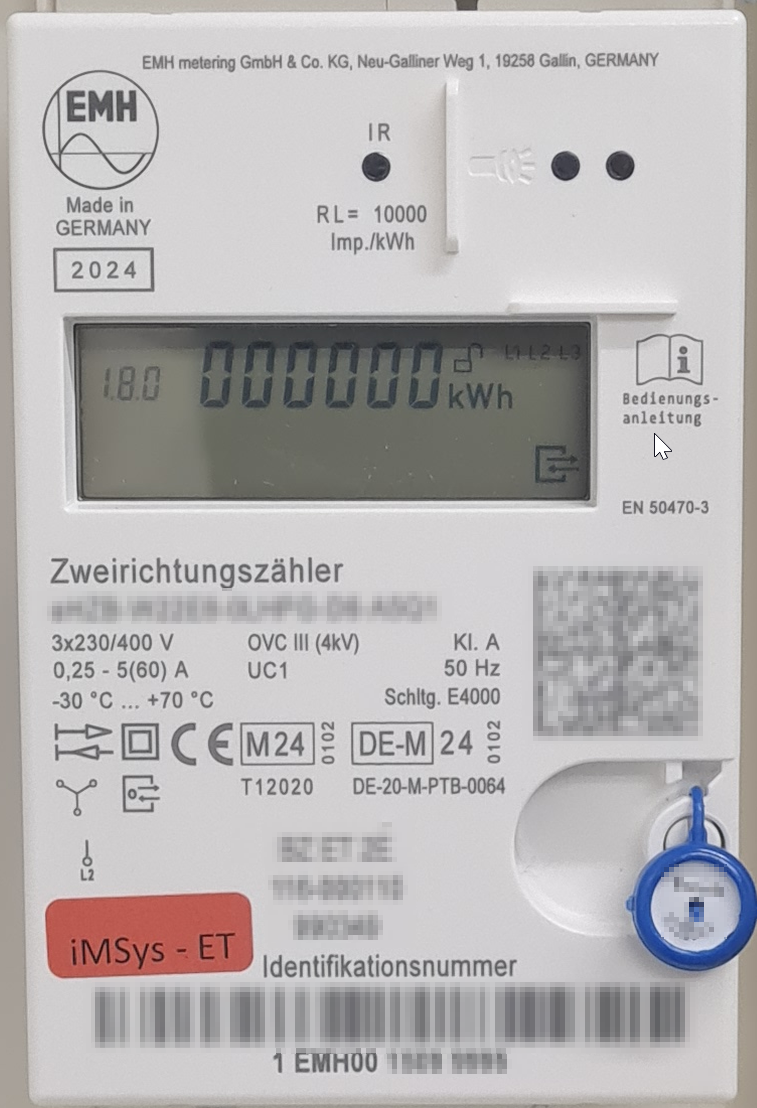 EMH metering GmbH & Co. KG, Neu-Galliner Weg 1, 19258 Gallin, GERMANY
EMH
Made in
GERMANY
2024
IR
RL= 10000
Imp./kWh
1.8.0 000000 kWh L1 L2 L3
Bedienungs-
anleitung
EN 50470-3
Zweirichtungszähler
3x230/400 V OVC III (4kV) Kl. A
0,25 - 5(60) A UC1 50 Hz
-30 °C ... +70 °C Schltg. E4000
CE M24 0102 DE-M 24 0102
T12020 DE-20-M-PTB-0064
L2
iMSys - ET
Identifikationsnummer
1 EMH00